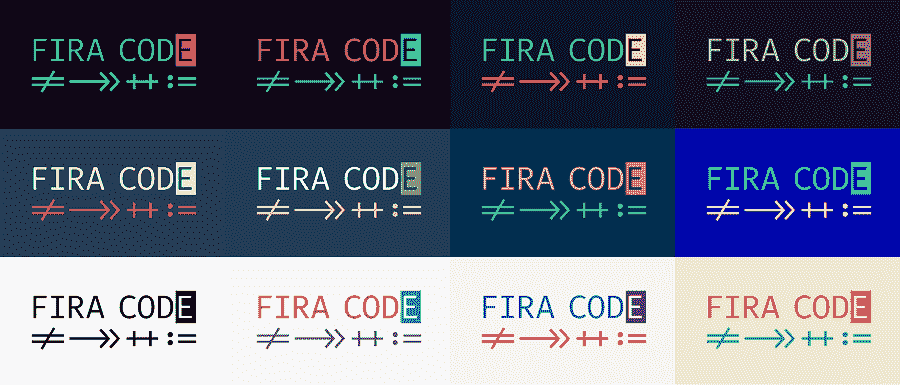 FIRA CODE FIRA CODE FIRA CODE FIRA CODE
≠ ↠ ++ := ≠ ↠ ++ := ≠ ↠ ++ := ≠ ↠ ++ :=
FIRA CODE FIRA CODE FIRA CODE FIRA CODE
≠ ↠ ++ := ≠ ↠ ++ := ≠ ↠ ++ := ≠ ↠ ++ :=
FIRA CODE FIRA CODE FIRA CODE FIRA CODE
≠ ↠ ++ := ≠ ↠ ++ := ≠ ↠ ++ := ≠ ↠ ++ :=